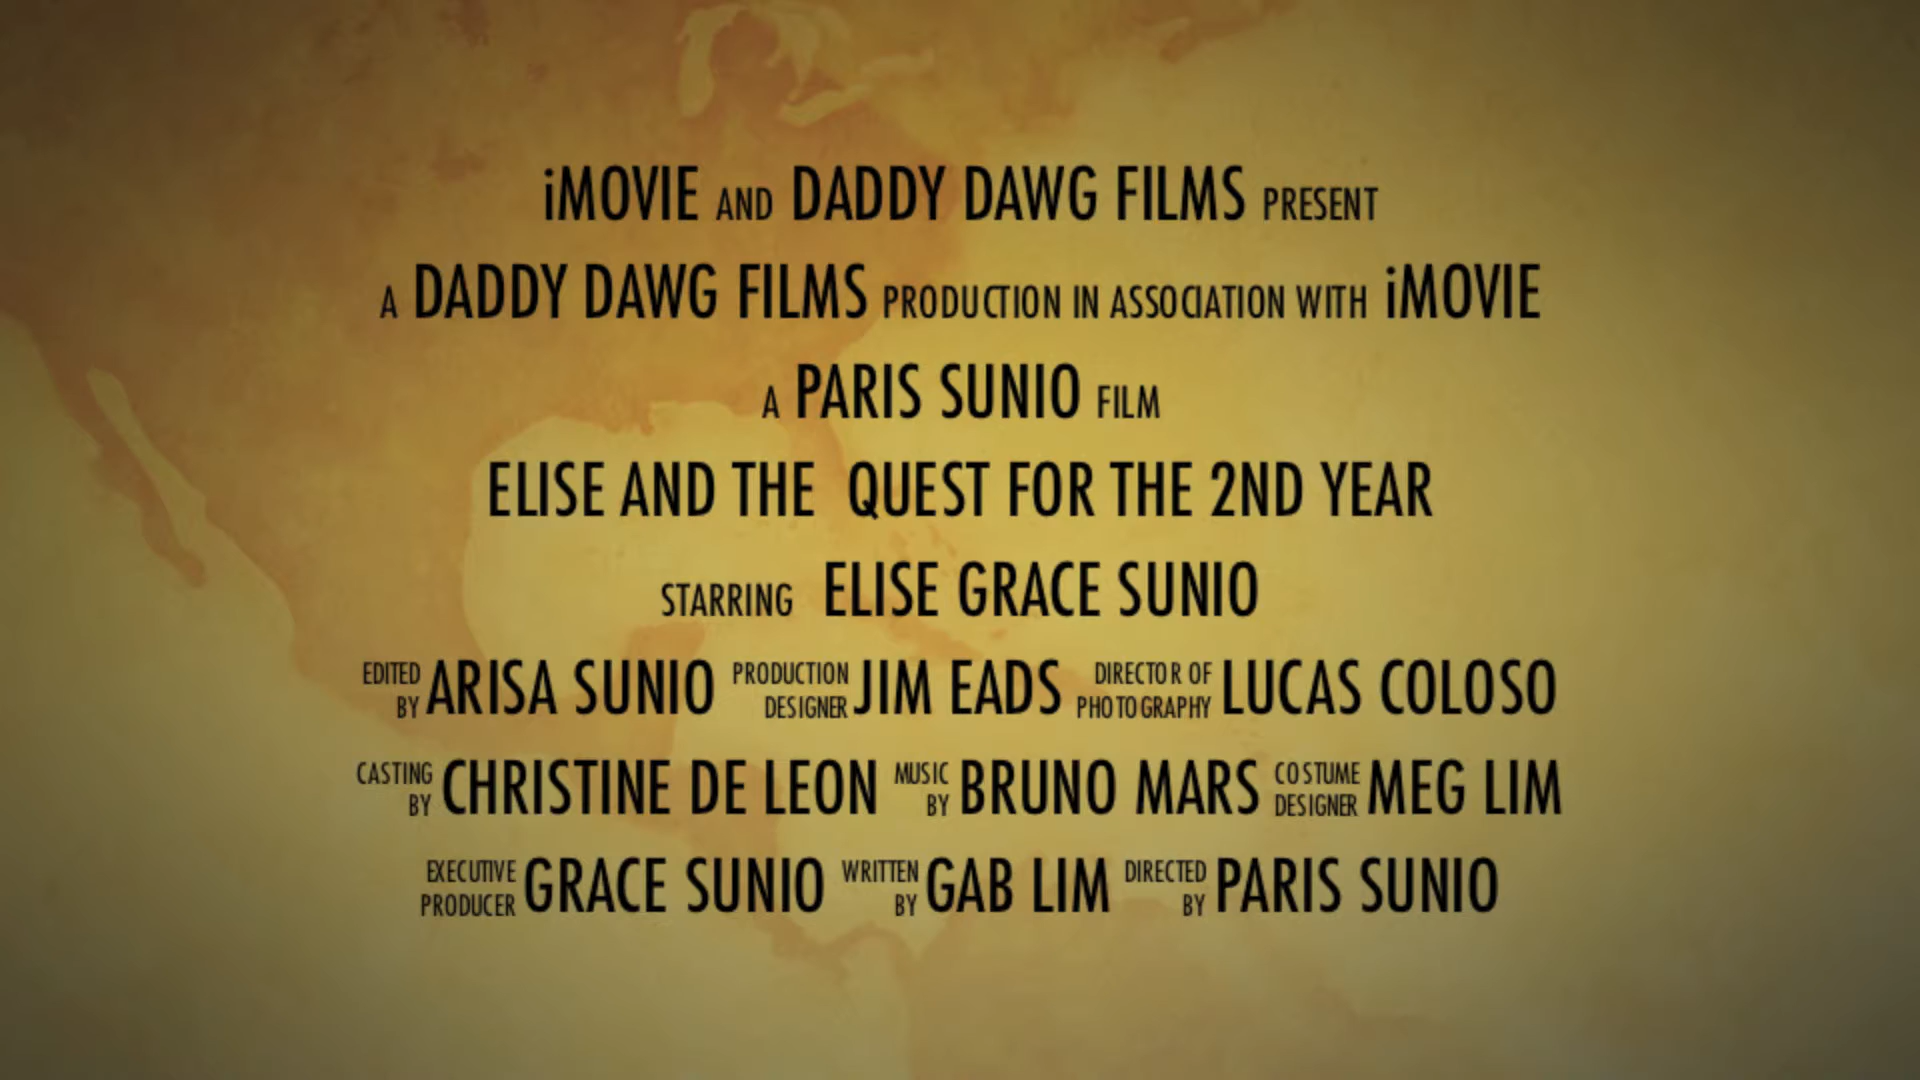 iMOVIE AND DADDY DAWG FILMS PRESENT
A DADDY DAWG FILMS PRODUCTION IN ASSOCIATION WITH iMOVIE
A PARIS SUNIO FILM
ELISE AND THE  QUEST FOR THE 2ND YEAR
STARRING ELISE GRACE SUNIO
EDITED BY ARISA SUNIO PRODUCTION DESIGNER JIM EADS DIRECTOR OF PHOTOGRAPHY LUCAS COLOSO
CASTING BY CHRISTINE DE LEON MUSIC BY BRUNO MARS COSTUME DESIGNER MEG LIM
EXECUTIVE PRODUCER GRACE SUNIO WRITTEN BY GAB LIM DIRECTED BY PARIS SUNIO